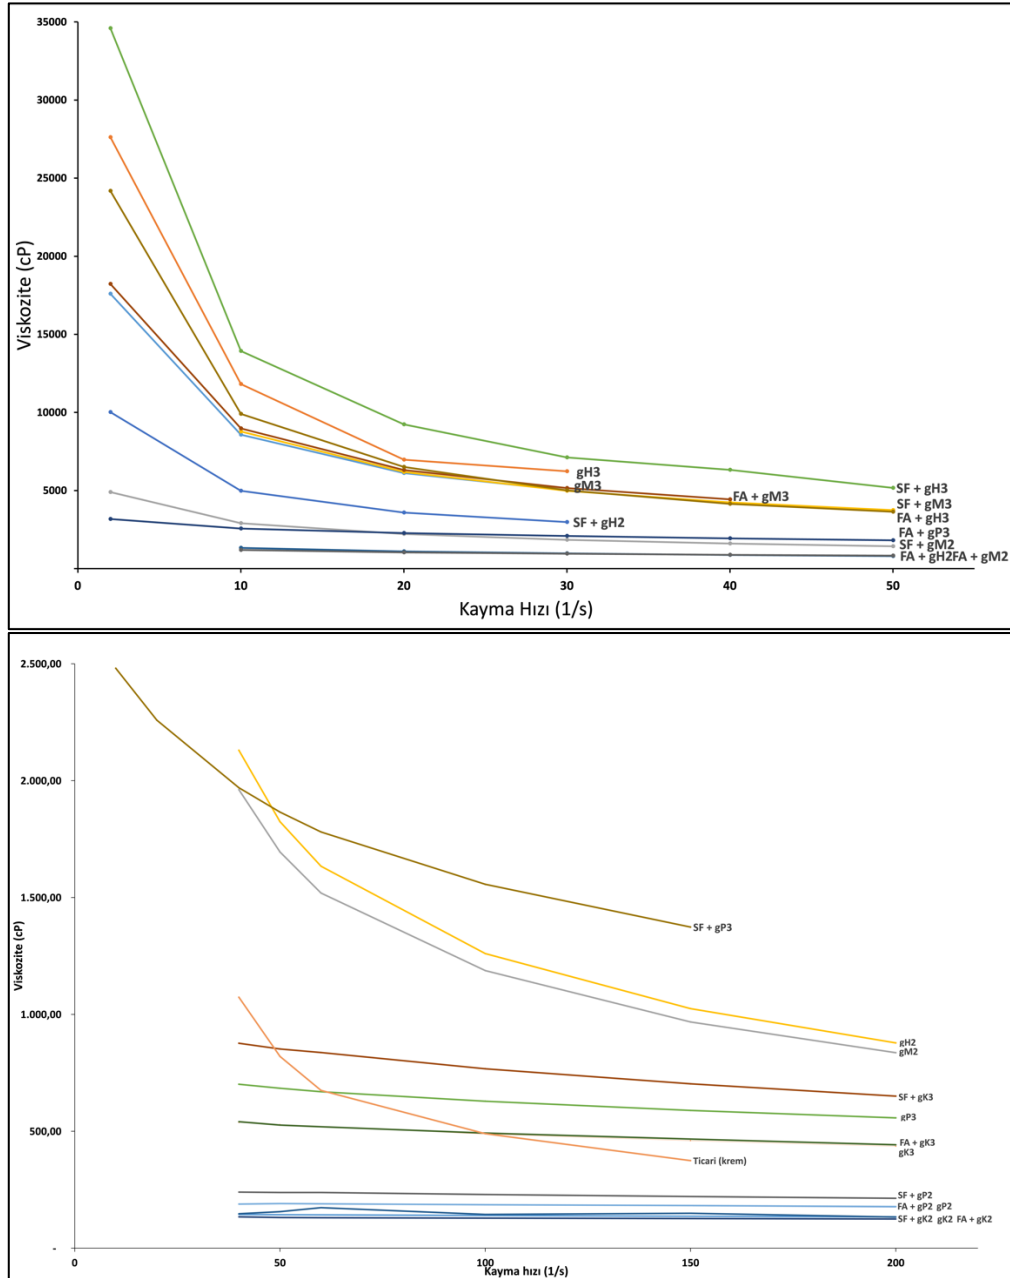 35000
30000
25000
20000
15000
10000
5000
Viskozite (cP)
gH3
gM3
SF + gH2
FA + gM3
SF + gH3
SF + gM3
FA + gH3
FA + gP3
SF + gM2
FA + gH2FA + gM2
0
10
20
30
40
50
Kayma Hızı (1/s)
2.500,00
2.000,00
1.500,00
1.000,00
500,00
-
Viskozite (cP)
SF + gP3
gH2
gM2
SF + gK3
gP3
FA + gK3
gK3
Ticari (krem)
SF + gP2
FA + gP2 gP2
SF + gK2 gK2 FA + gK2
0
50
100
150
200
Kayma hızı (1/s)